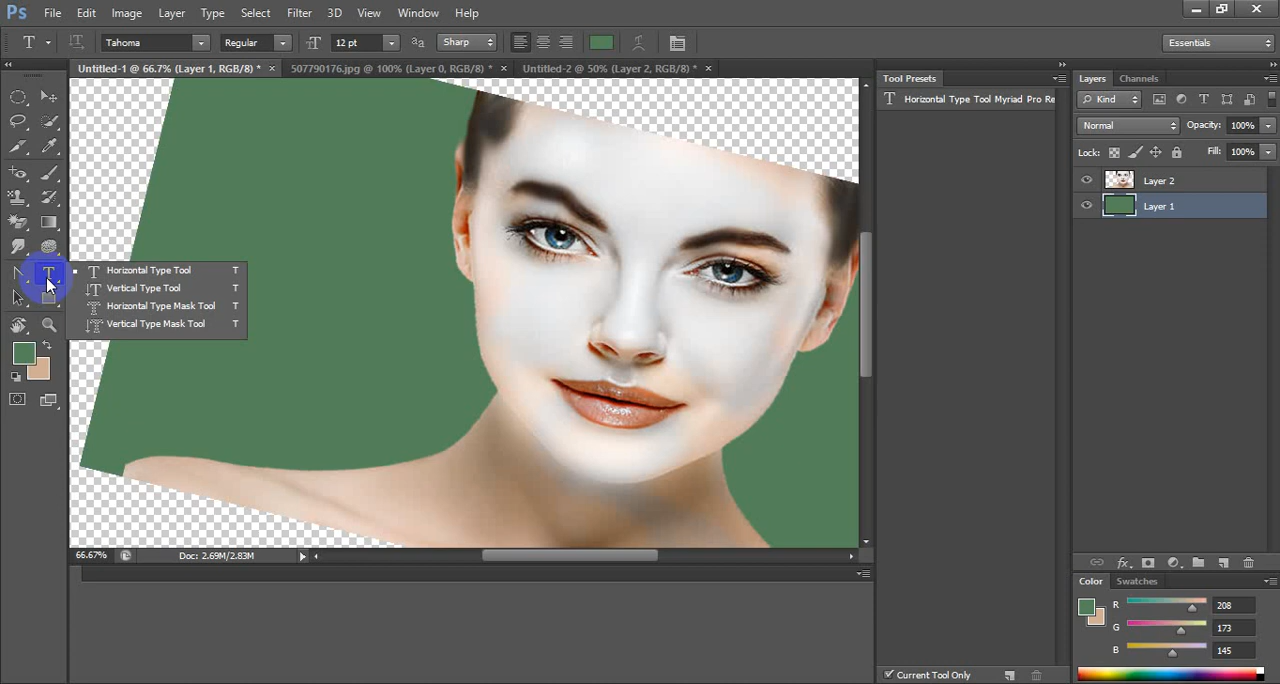 Ps File Edit Image Layer Type Select Filter 3D View Window Help
T Tahoma Regular 12 pt Sharp Essentials
Untitled-1 @ 66.7% (Layer 1, RGB/8) * × 507790176.jpg @ 100% (Layer 0, RGB/8) * × Untitled-2 @ 50% (Layer 2, RGB/8) * ×
Tool Presets
Horizontal Type Tool Myriad Pro Re
Layers Channels
Kind
Normal Opacity: 100%
Lock: Fill: 100%
Layer 2
Layer 1
Horizontal Type Tool T
Vertical Type Tool T
Horizontal Type Mask Tool T
Vertical Type Mask Tool T
66.67% Doc: 2.69M/2.83M
Color Swatches
R 208
G 173
B 145
Current Tool Only